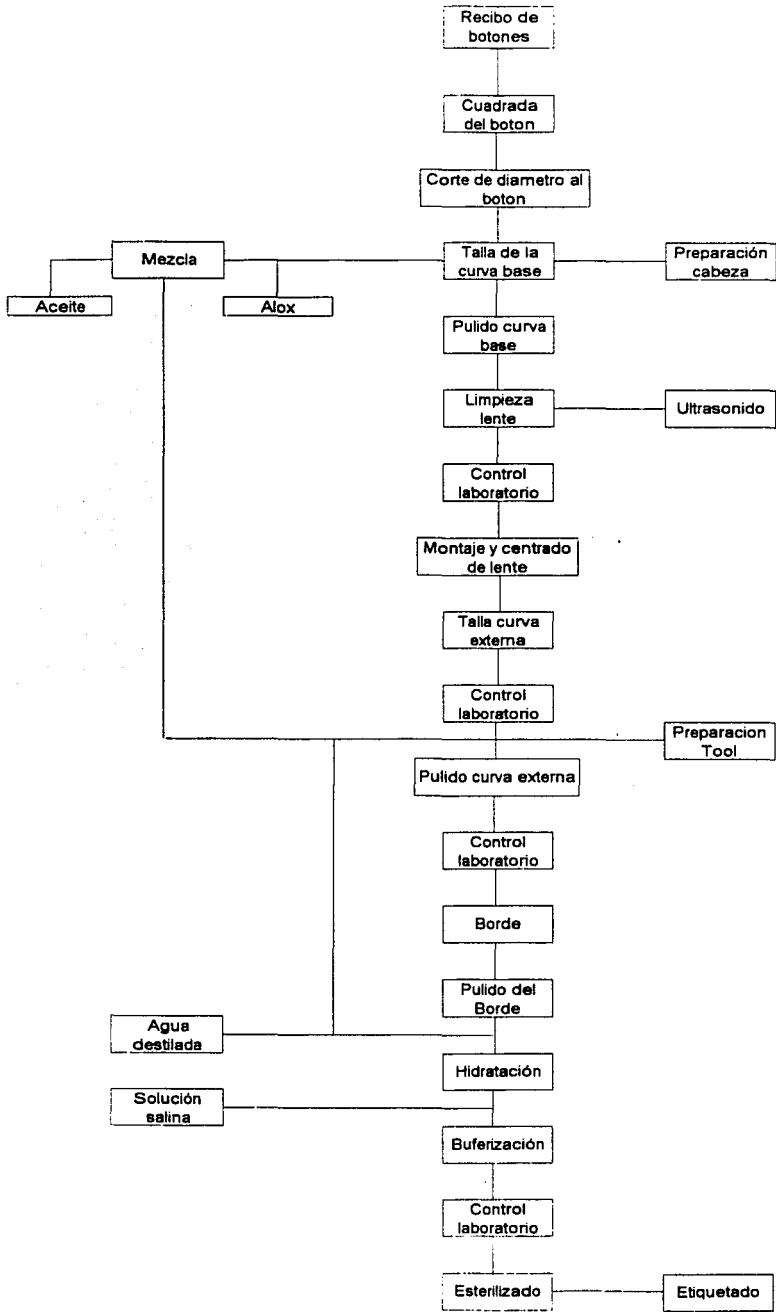 Recibo de
botones
Cuadrada
del boton
Corte de diametro al
boton
Mezcla
Talla de la
curva base
Preparación
cabeza
Aceite
Alox
Pulido curva
base
Limpieza
lente
Ultrasonido
Control
laboratorio
Montaje y centrado
de lente
Talla curva
externa
Control
laboratorio
Preparacion
Tool
Pulido curva externa
Control
laboratorio
Borde
Pulido del
Borde
Agua
destilada
Hidratación
Solución
salina
Buferización
Control
laboratorio
Esterilizado
Etiquetado